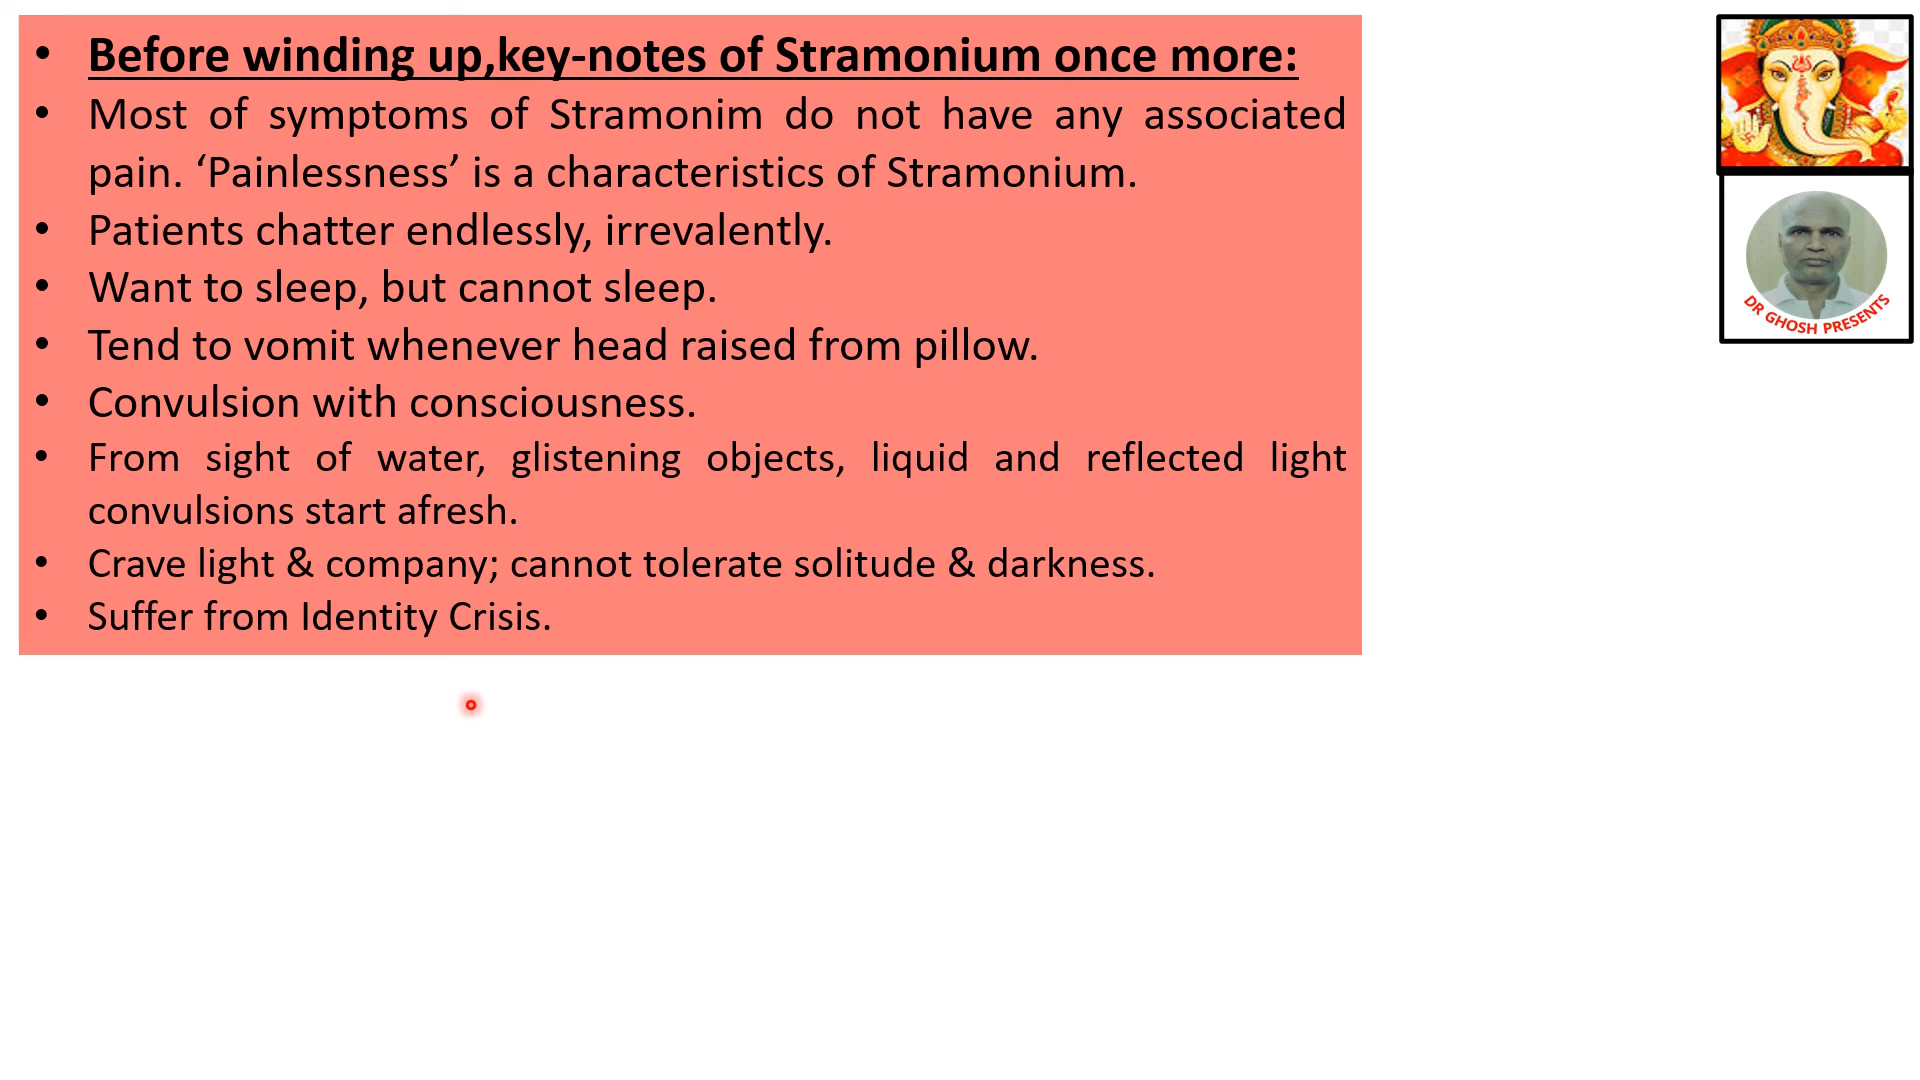 • Before winding up,key-notes of Stramonium once more:
• Most of symptoms of Stramonim do not have any associated
pain. ‘Painlessness’ is a characteristics of Stramonium.
• Patients chatter endlessly, irrevalently.
• Want to sleep, but cannot sleep.
• Tend to vomit whenever head raised from pillow.
• Convulsion with consciousness.
• From sight of water, glistening objects, liquid and reflected light
convulsions start afresh.
• Crave light & company; cannot tolerate solitude & darkness.
• Suffer from Identity Crisis.
DR GHOSH PRESENTS